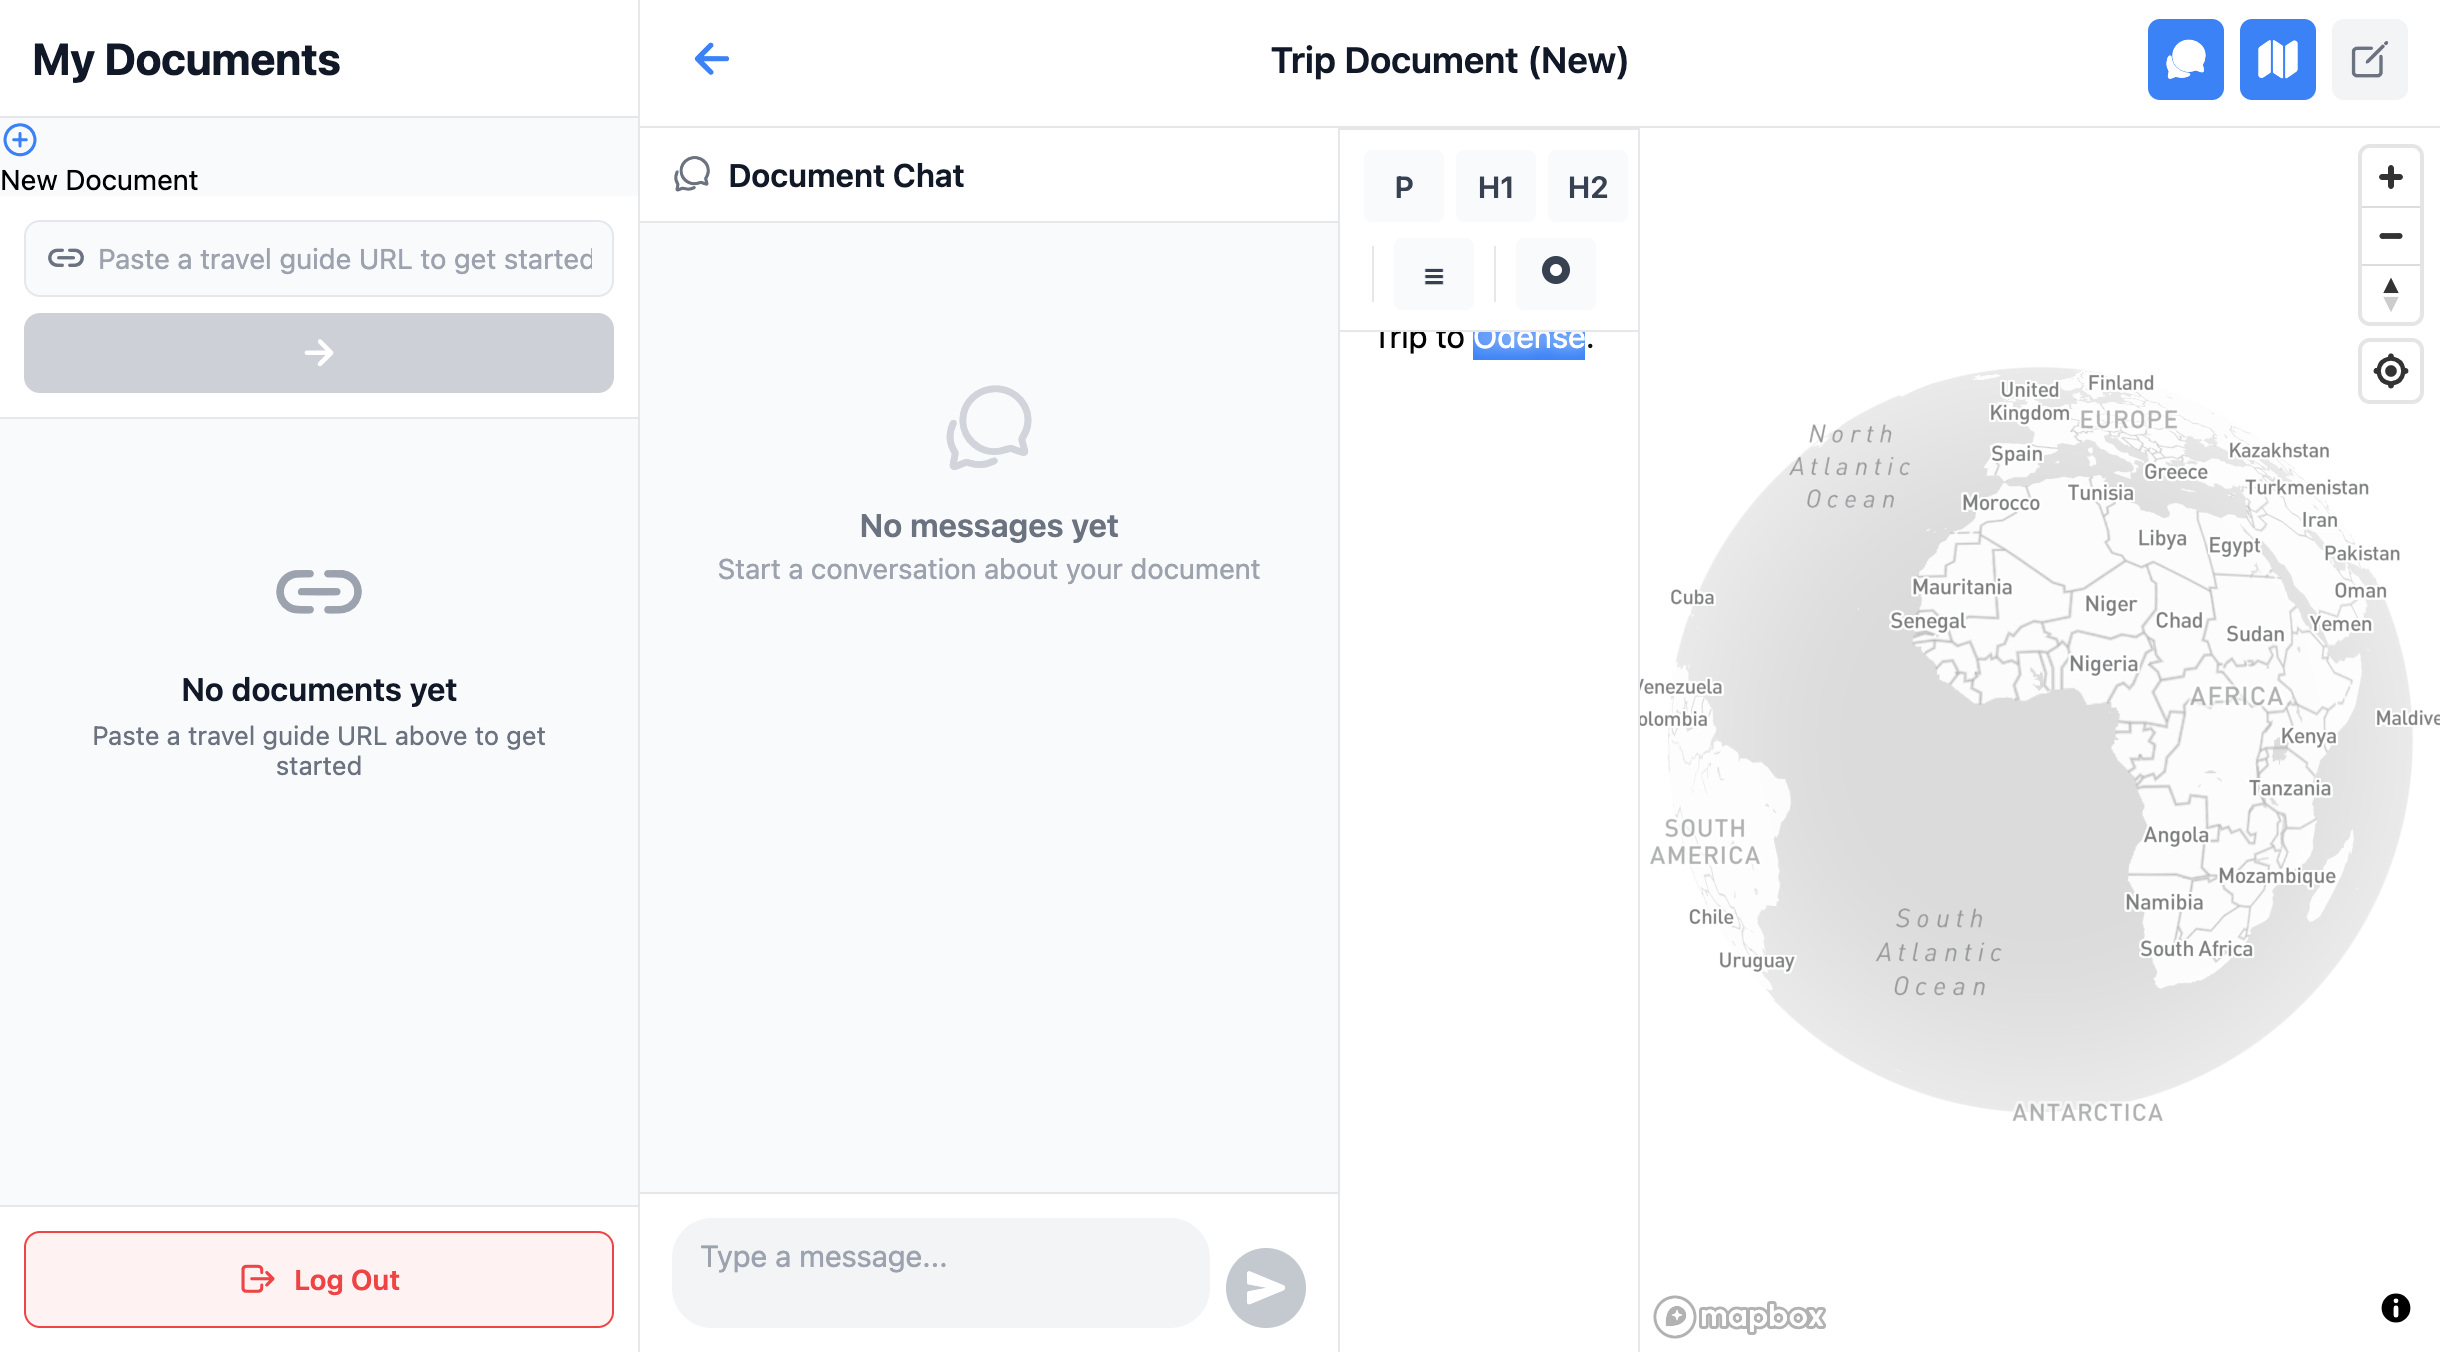 My Documents
New Document
Paste a travel guide URL to get started
No documents yet
Paste a travel guide URL above to get
started
Log Out
Trip Document (New)
Document Chat
No messages yet
Start a conversation about your document
Type a message...
P H1 H2
Trip to Odense.
United
Kingdom
Finland
EUROPE
North
Atlantic
Ocean
Spain
Kazakhstan
Greece
Turkmenistan
Morocco
Tunisia
Iran
Libya
Egypt
Pakistan
Mauritania
Oman
Cuba
Niger
Senegal
Chad
Sudan
Yemen
Nigeria
Venezuela
AFRICA
olombia
Maldive
Kenya
Tanzania
SOUTH
AMERICA
Angola
Mozambique
Namibia
Chile
South
Atlantic
Ocean
South Africa
Uruguay
ANTARCTICA
mapbox